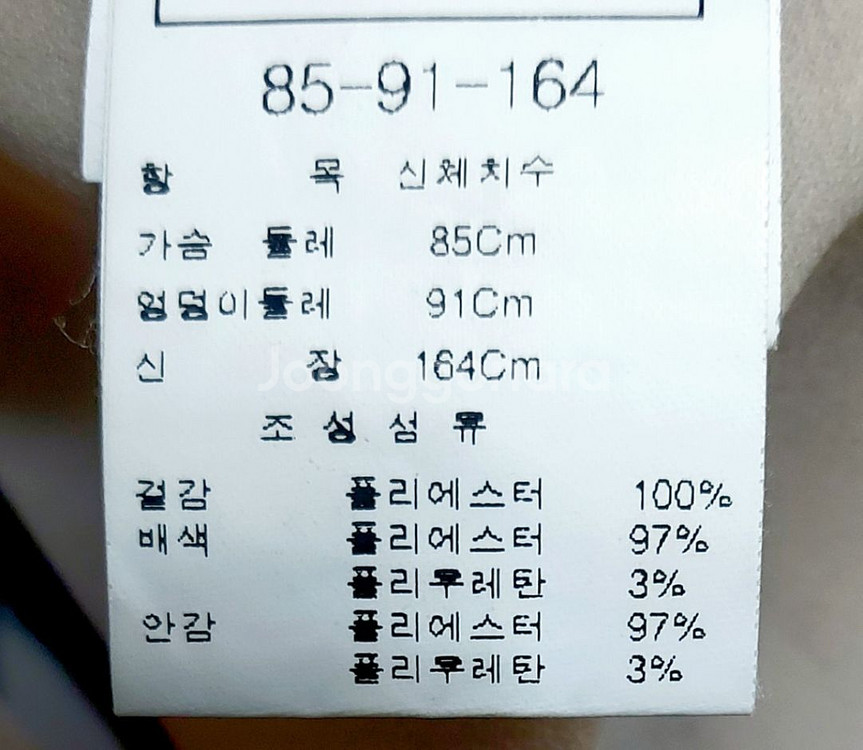 85-91-164
항 목 신체치수
가슴 둘레 85Cm
엉덩이둘레 91Cm
신 장 164Cm
Joonggonara
조성섬유
겉감 폴리에스터 100%
배색 폴리에스터 97%
폴리우레탄 3%
안감 폴리에스터 97%
폴리우레탄 3%